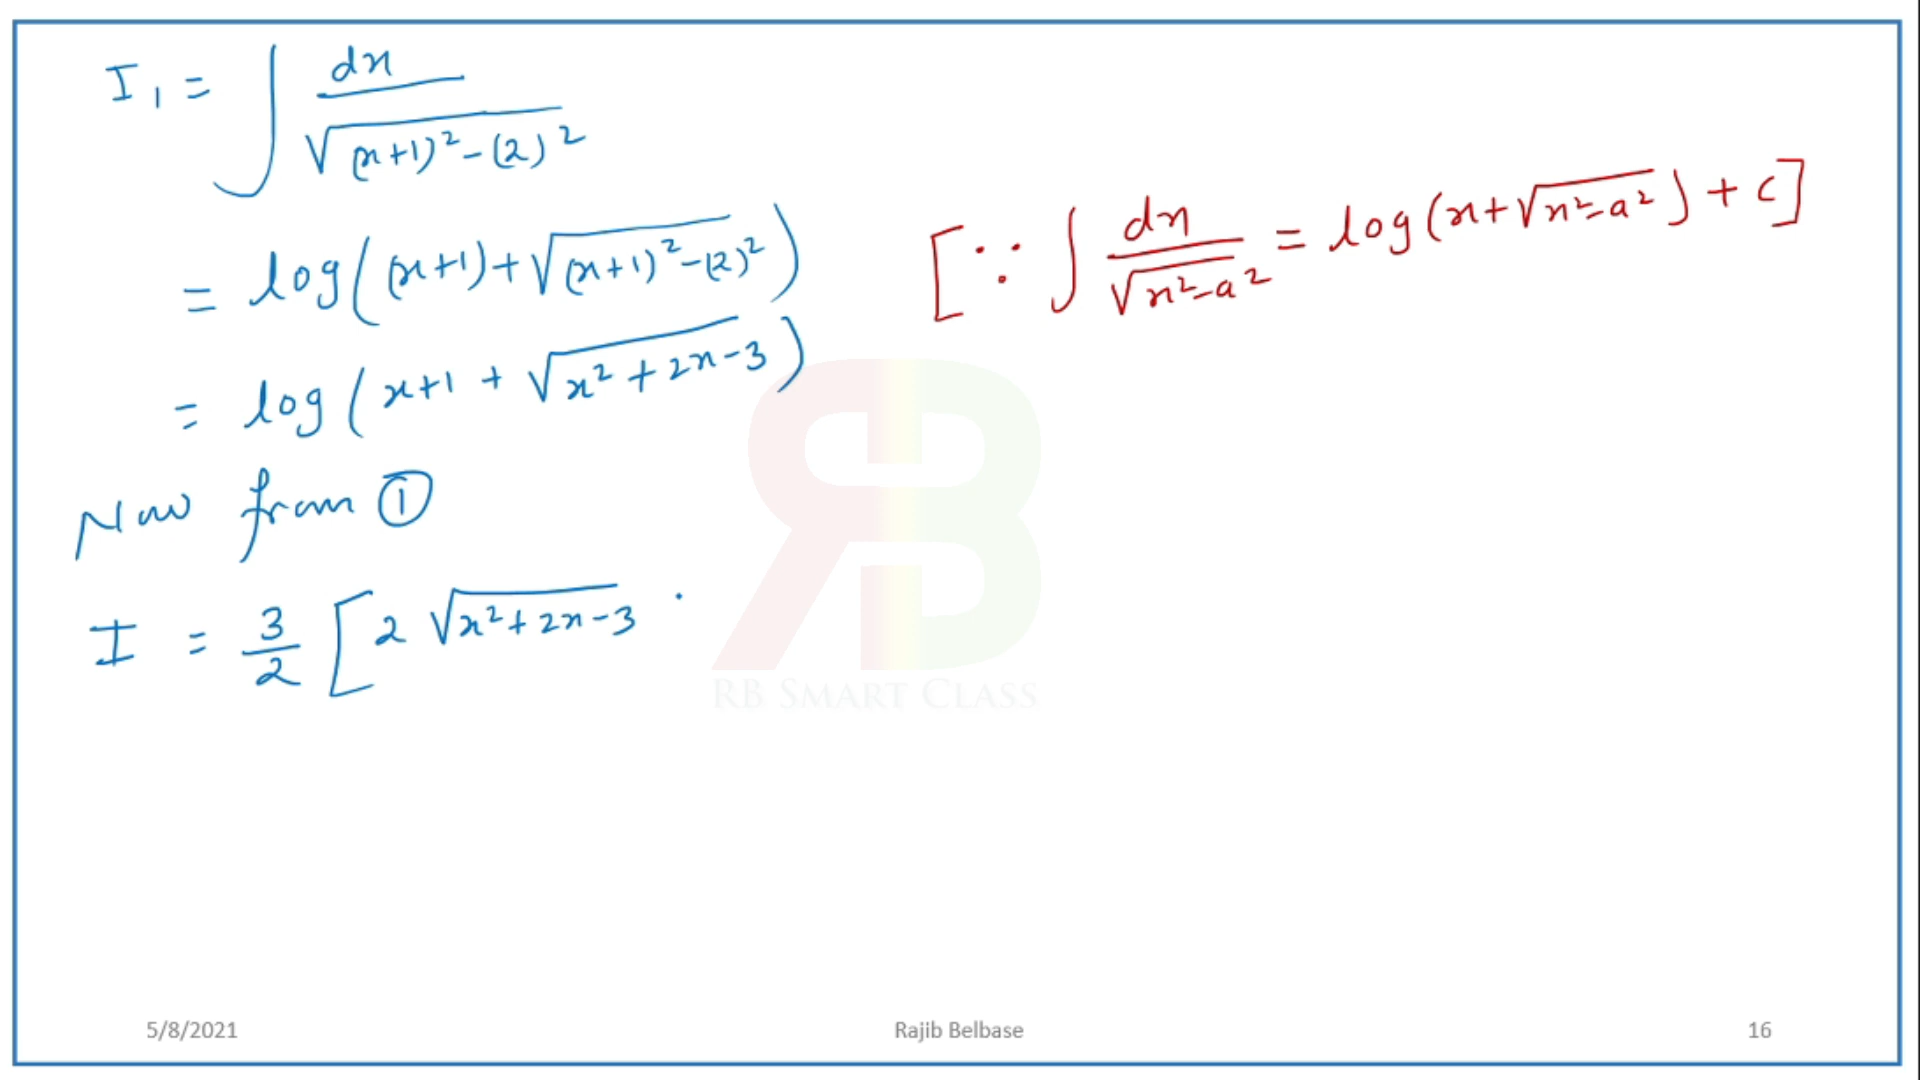 I₁ = ∫ dx / √((x+1)² - (2)²)
= log((x+1) + √((x+1)² - (2)²))
[∵ ∫ dx / √(x² - a²) = log(x + √(x² - a²)) + c]
= log(x+1 + √(x² + 2x - 3))
Now from ①
I = 3/2 [2 √(x² + 2x - 3) .
RB SMART CLASS
5/8/2021 Rajib Belbase 16